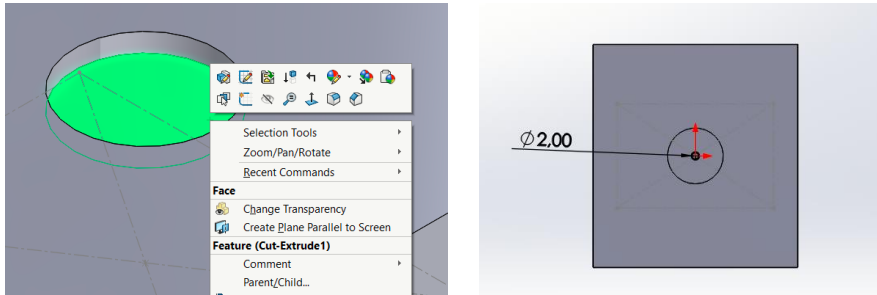 Selection Tools
Zoom/Pan/Rotate
Recent Commands
Face
Change Transparency
Create Plane Parallel to Screen
Feature (Cut-Extrude1)
Comment
Parent/Child...
∅2,00